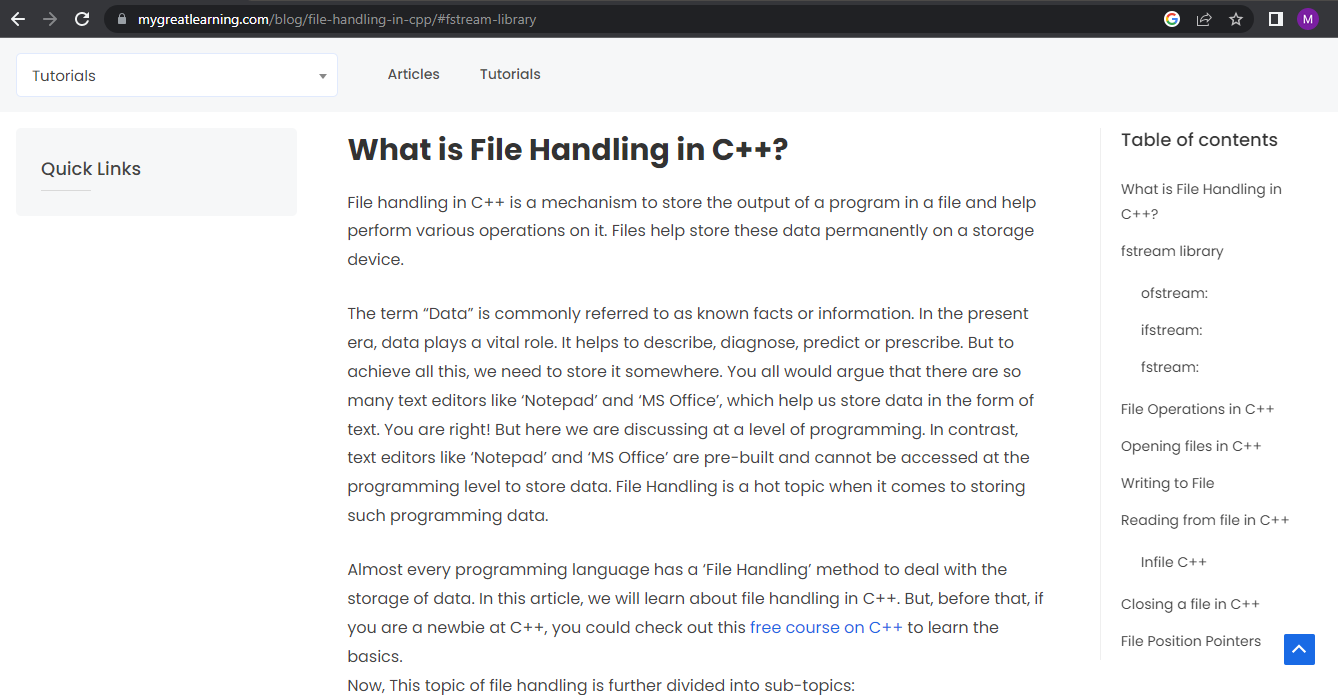 mygreatlearning.com/blog/file-handling-in-cpp/#fstream-library
M
Tutorials
Articles
Tutorials
Quick Links
What is File Handling in C++?
File handling in C++ is a mechanism to store the output of a program in a file and help
perform various operations on it. Files help store these data permanently on a storage
device.
The term “Data” is commonly referred to as known facts or information. In the present
era, data plays a vital role. It helps to describe, diagnose, predict or prescribe. But to
achieve all this, we need to store it somewhere. You all would argue that there are so
many text editors like ‘Notepad’ and ‘MS Office’, which help us store data in the form of
text. You are right! But here we are discussing at a level of programming. In contrast,
text editors like ‘Notepad’ and ‘MS Office’ are pre-built and cannot be accessed at the
programming level to store data. File Handling is a hot topic when it comes to storing
such programming data.
Almost every programming language has a ‘File Handling’ method to deal with the
storage of data. In this article, we will learn about file handling in C++. But, before that, if
you are a newbie at C++, you could check out this free course on C++ to learn the
basics.
Now, This topic of file handling is further divided into sub-topics:
Table of contents
What is File Handling in
C++?
fstream library
ofstream:
ifstream:
fstream:
File Operations in C++
Opening files in C++
Writing to File
Reading from file in C++
Infile C++
Closing a file in C++
File Position Pointers